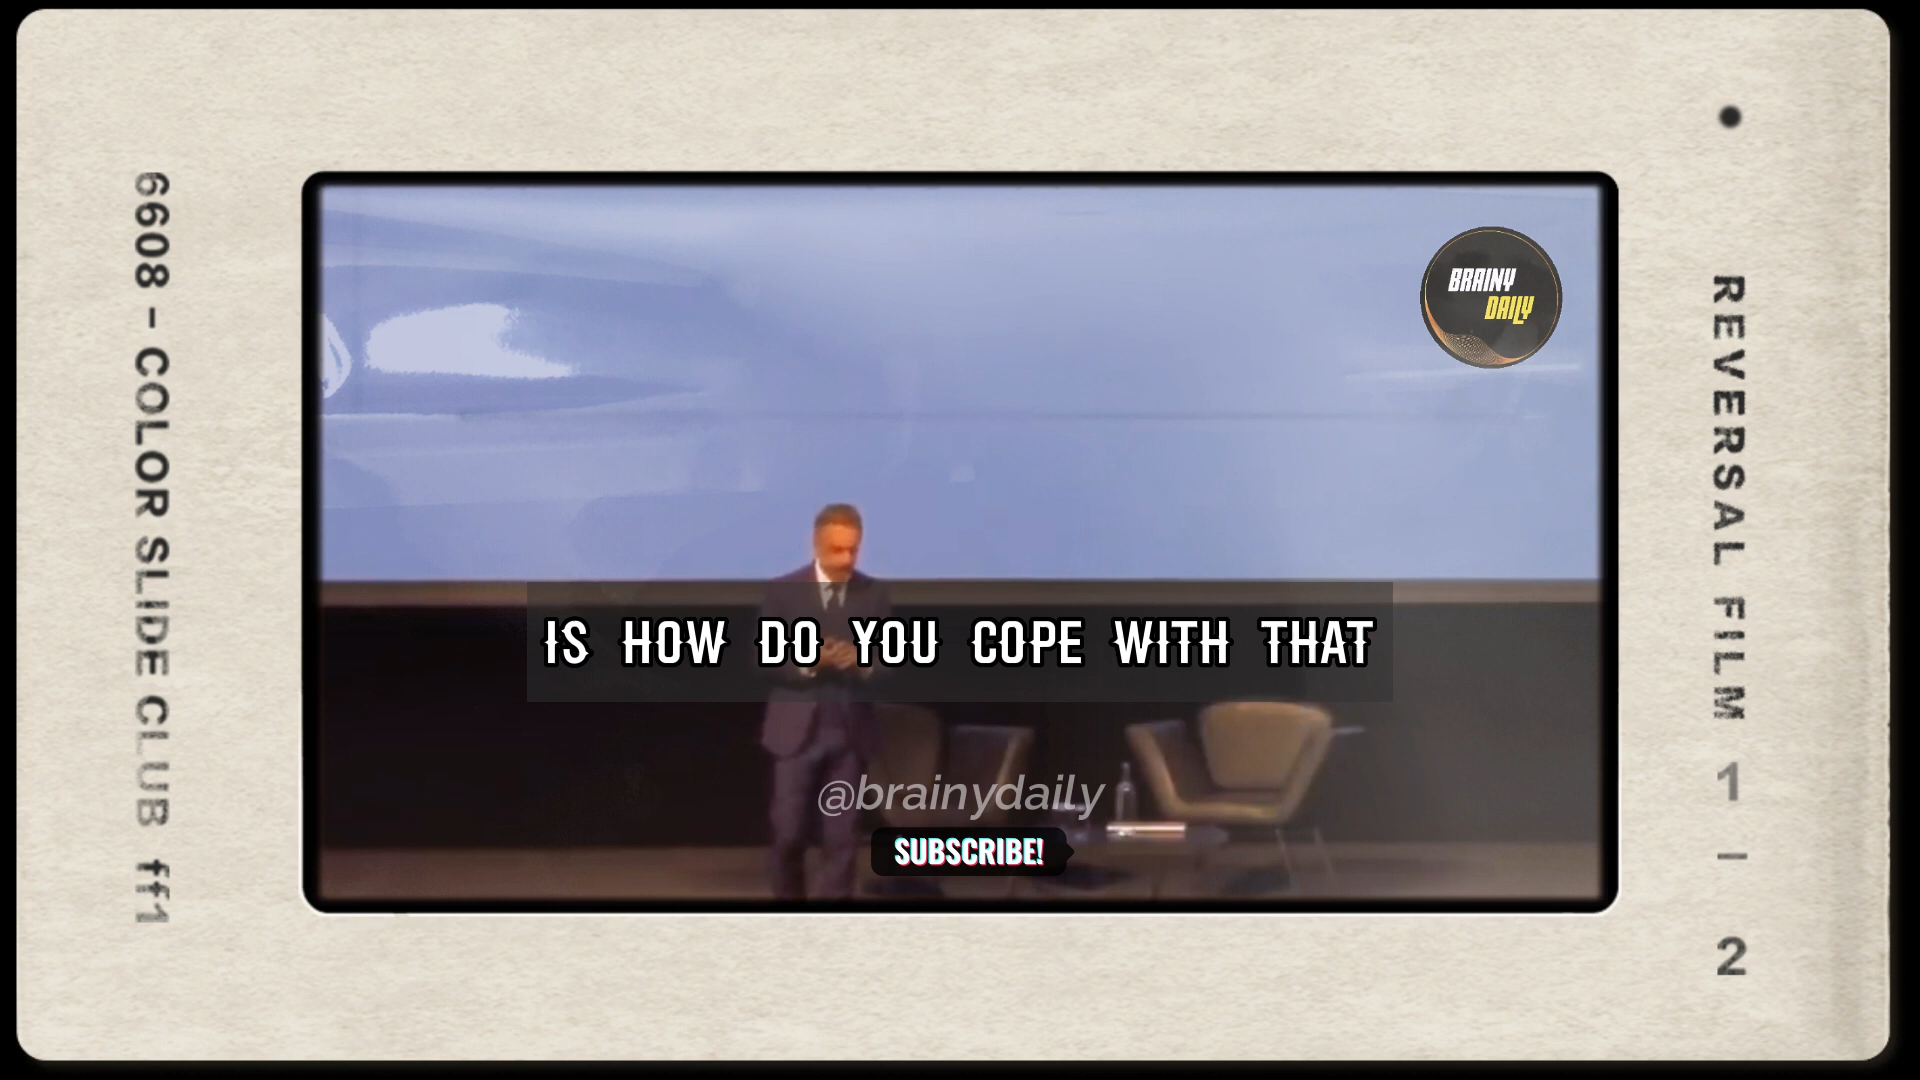 6608 - COLOR SLIDE CLUB ff1
BRAINY
DAILY
IS HOW DO YOU COPE WITH THAT
@brainydaily
SUBSCRIBE!
REVERSAL FILM 1 - 2